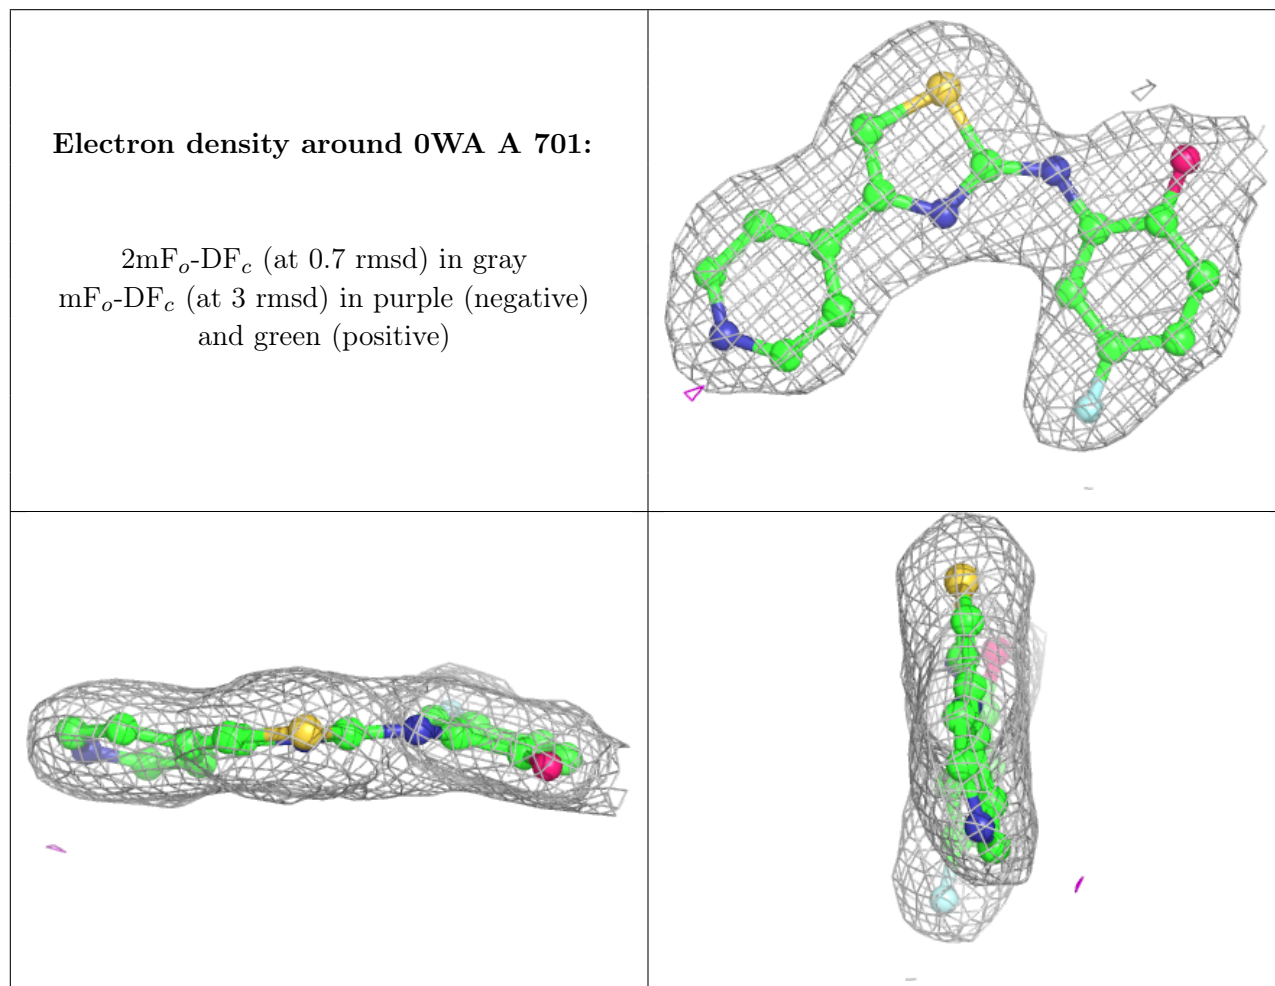 Electron density around 0WA A 701:
2mFo-DFc (at 0.7 rmsd) in gray
mFo-DFc (at 3 rmsd) in purple (negative)
and green (positive)